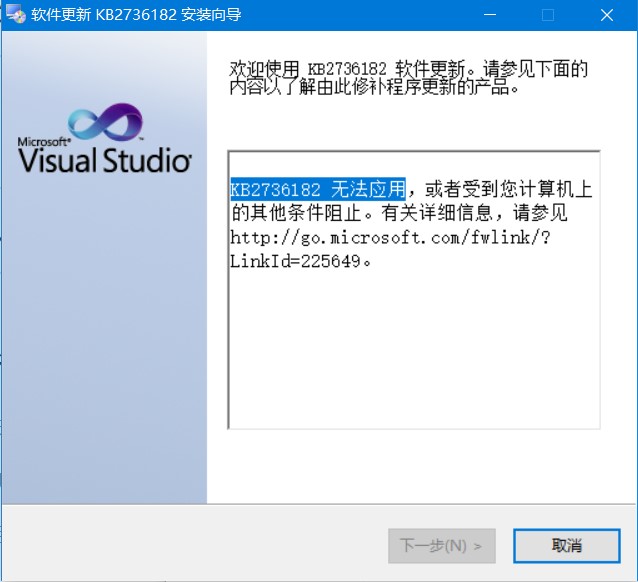 软件更新 KB2736182 安装向导
欢迎使用 KB2736182 软件更新。请参见下面的
内容以了解由此修补程序更新的产品。
Microsoft®
Visual Studio
KB2736182 无法应用，或者受到您计算机上
的其他条件阻止。有关详细信息，请参见
http://go.microsoft.com/fwlink/?
LinkId=225649。
下一步(N) >
取消